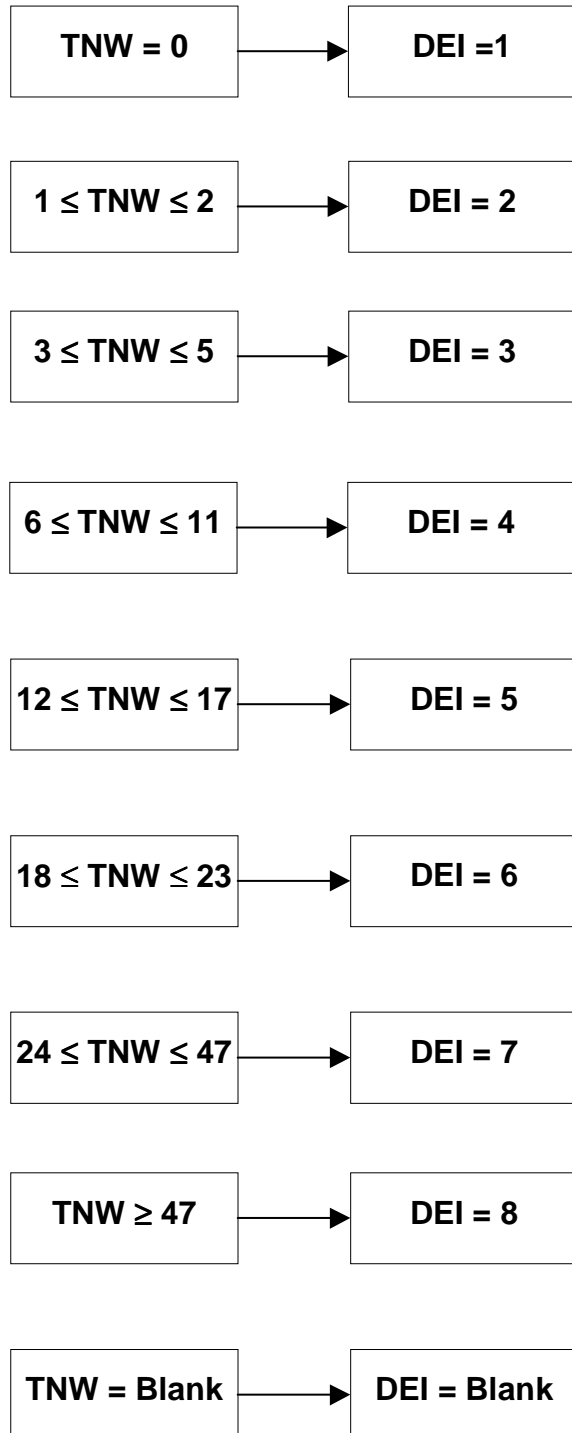 TNW = 0 DEI =1
1 ≤ TNW ≤ 2 DEI = 2
3 ≤ TNW ≤ 5 DEI = 3
6 ≤ TNW ≤ 11 DEI = 4
12 ≤ TNW ≤ 17 DEI = 5
18 ≤ TNW ≤ 23 DEI = 6
24 ≤ TNW ≤ 47 DEI = 7
TNW ≥ 47 DEI = 8
TNW = Blank DEI = Blank